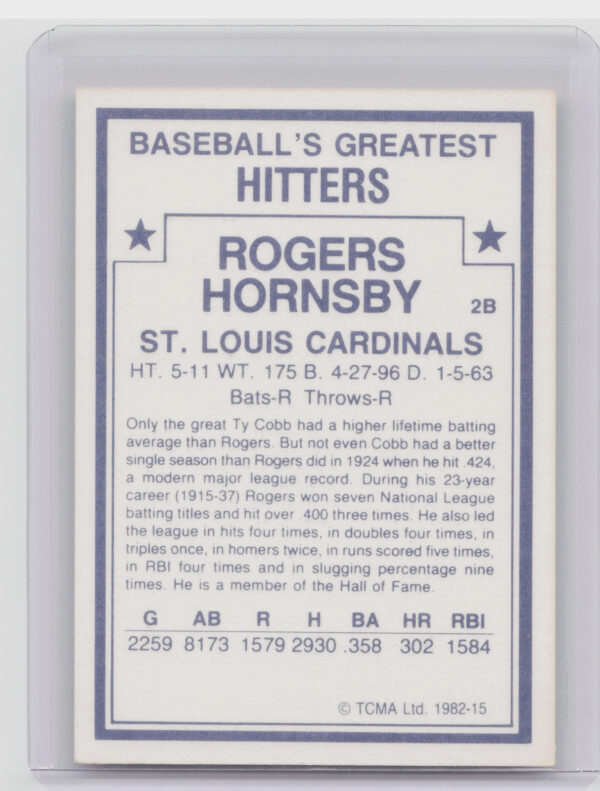 BASEBALL'S GREATEST
HITTERS
ROGERS
HORNSBY 2B
ST. LOUIS CARDINALS
HT. 5-11 WT. 175 B. 4-27-96 D. 1-5-63
Bats-R Throws-R
Only the great Ty Cobb had a higher lifetime batting
average than Rogers. But not even Cobb had a better
single season than Rogers did in 1924 when he hit .424,
a modern major league record. During his 23-year
career (1915-37) Rogers won seven National League
batting titles and hit over .400 three times. He also led
the league in hits four times, in doubles four times, in
triples once, in homers twice, in runs scored five times,
in RBI four times and in slugging percentage nine
times. He is a member of the Hall of Fame.
G AB R H BA HR RBI
2259 8173 1579 2930 .358 302 1584
© TCMA Ltd. 1982-15